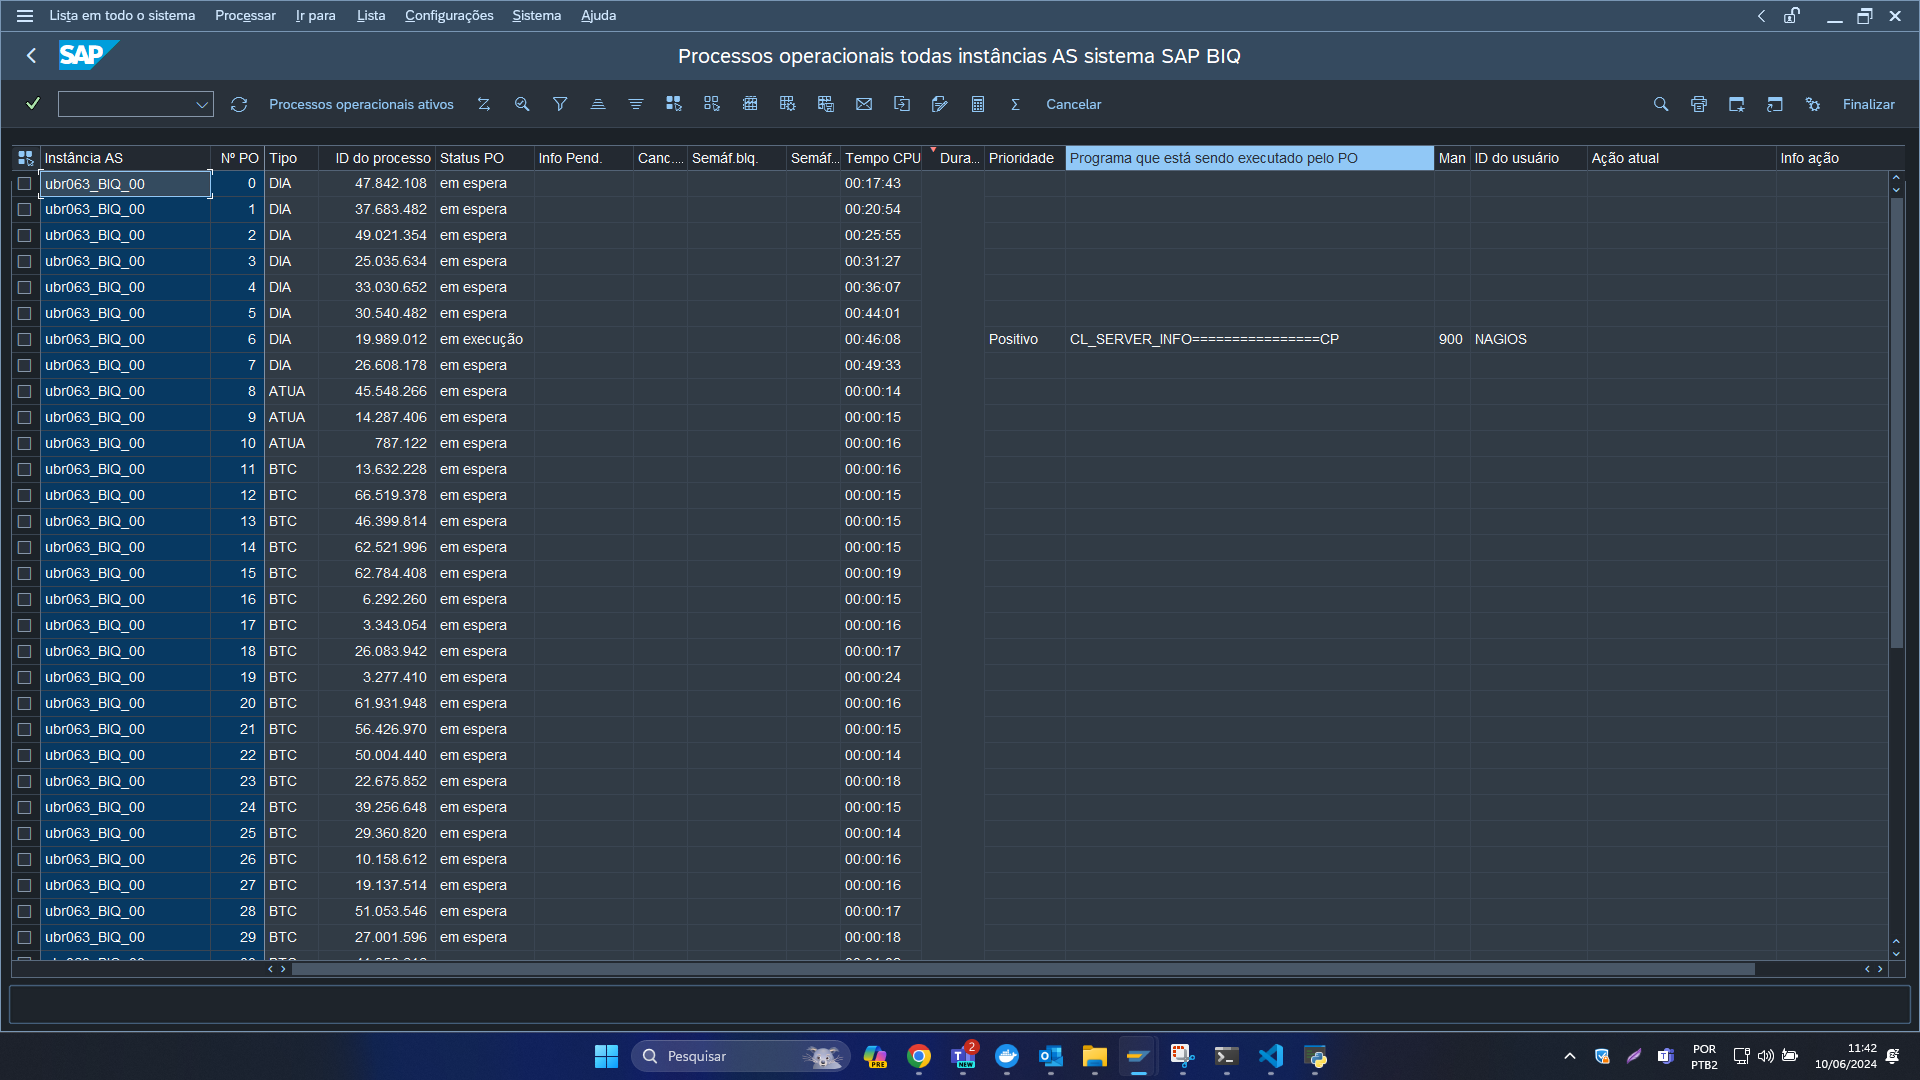 Lista em todo o sistema Processar Ir para Lista Configurações Sistema Ajuda
SAP Processos operacionais todas instâncias AS sistema SAP BIQ
Processos operacionais ativos Cancelar Finalizar
Instância AS Nº PO Tipo ID do processo Status PO Info Pend. Canc.... Semáf.blq. Semáf... Tempo CPU Dura... Prioridade Programa que está sendo executado pelo PO Man ID do usuário Ação atual Info ação
ubr063_BIQ_00 0 DIA 47.842.108 em espera 00:17:43
ubr063_BIQ_00 1 DIA 37.683.482 em espera 00:20:54
ubr063_BIQ_00 2 DIA 49.021.354 em espera 00:25:55
ubr063_BIQ_00 3 DIA 25.035.634 em espera 00:31:27
ubr063_BIQ_00 4 DIA 33.030.652 em espera 00:36:07
ubr063_BIQ_00 5 DIA 30.540.482 em espera 00:44:01
ubr063_BIQ_00 6 DIA 19.989.012 em execução 00:46:08 Positivo CL_SERVER_INFO================CP 900 NAGIOS
ubr063_BIQ_00 7 DIA 26.608.178 em espera 00:49:33
ubr063_BIQ_00 8 ATUA 45.548.266 em espera 00:00:14
ubr063_BIQ_00 9 ATUA 14.287.406 em espera 00:00:15
ubr063_BIQ_00 10 ATUA 787.122 em espera 00:00:16
ubr063_BIQ_00 11 BTC 13.632.228 em espera 00:00:16
ubr063_BIQ_00 12 BTC 66.519.378 em espera 00:00:15
ubr063_BIQ_00 13 BTC 46.399.814 em espera 00:00:15
ubr063_BIQ_00 14 BTC 62.521.996 em espera 00:00:15
ubr063_BIQ_00 15 BTC 62.784.408 em espera 00:00:19
ubr063_BIQ_00 16 BTC 6.292.260 em espera 00:00:15
ubr063_BIQ_00 17 BTC 3.343.054 em espera 00:00:16
ubr063_BIQ_00 18 BTC 26.083.942 em espera 00:00:17
ubr063_BIQ_00 19 BTC 3.277.410 em espera 00:00:24
ubr063_BIQ_00 20 BTC 61.931.948 em espera 00:00:16
ubr063_BIQ_00 21 BTC 56.426.970 em espera 00:00:15
ubr063_BIQ_00 22 BTC 50.004.440 em espera 00:00:14
ubr063_BIQ_00 23 BTC 22.675.852 em espera 00:00:18
ubr063_BIQ_00 24 BTC 39.256.648 em espera 00:00:15
ubr063_BIQ_00 25 BTC 29.360.820 em espera 00:00:14
ubr063_BIQ_00 26 BTC 10.158.612 em espera 00:00:16
ubr063_BIQ_00 27 BTC 19.137.514 em espera 00:00:16
ubr063_BIQ_00 28 BTC 51.053.546 em espera 00:00:17
ubr063_BIQ_00 29 BTC 27.001.596 em espera 00:00:18
Pesquisar PRE 2 NEW POR 11:42
PTB2 10/06/2024